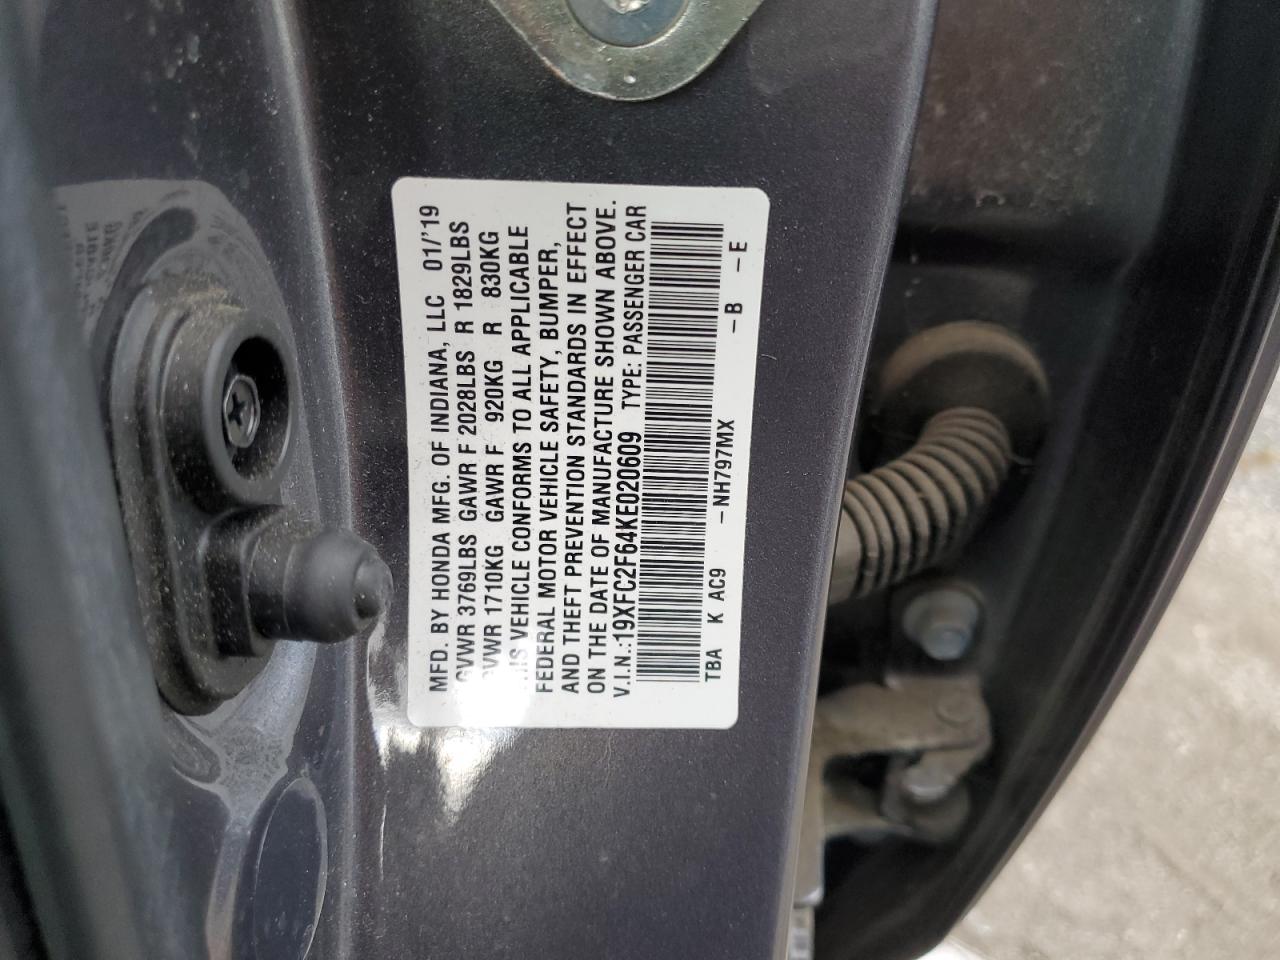 MFD. BY HONDA MFG. OF INDIANA, LLC 01/'19
GVWR 3769LBS GAWR F 2028LBS R 1829LBS
GVWR 1710KG GAWR F 920KG R 830KG
THIS VEHICLE CONFORMS TO ALL APPLICABLE
FEDERAL MOTOR VEHICLE SAFETY, BUMPER,
AND THEFT PREVENTION STANDARDS IN EFFECT
ON THE DATE OF MANUFACTURE SHOWN ABOVE.
V.I.N.:19XFC2F64KE020609 TYPE: PASSENGER CAR
TBA K AC9 -NH797MX -B -E